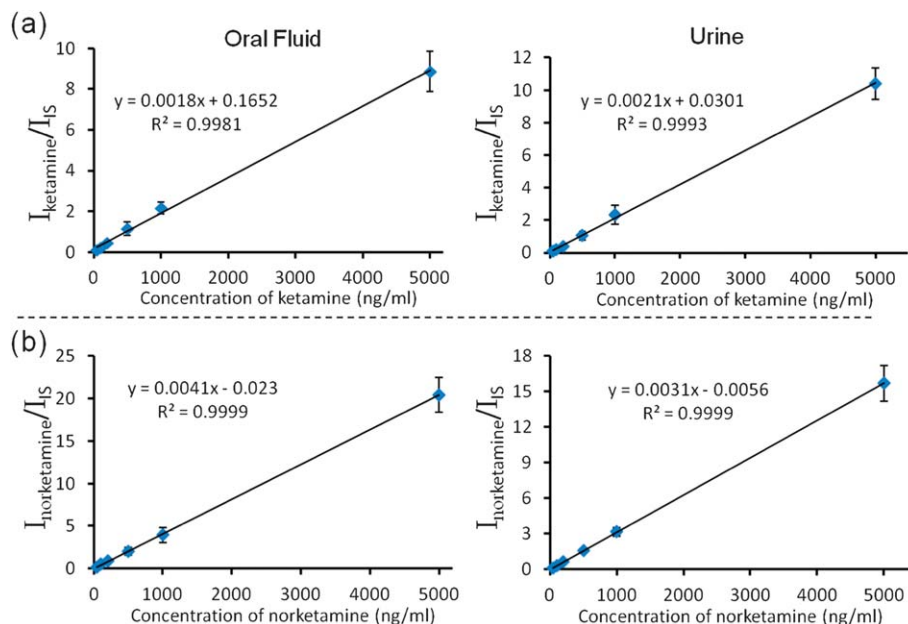 (a)
Oral Fluid
Urine
I_ketamine/I_IS
10
8
6
4
2
0
y = 0.0018x + 0.1652
R² = 0.9981
0 1000 2000 3000 4000 5000
Concentration of ketamine (ng/ml)
I_ketamine/I_IS
12
10
8
6
4
2
0
y = 0.0021x + 0.0301
R² = 0.9993
0 1000 2000 3000 4000 5000
Concentration of ketamine (ng/ml)
(b)
I_norketamine/I_IS
25
20
15
10
5
0
y = 0.0041x - 0.023
R² = 0.9999
0 1000 2000 3000 4000 5000
Concentration of norketamine (ng/ml)
I_norketamine/I_IS
18
15
12
9
6
3
0
y = 0.0031x - 0.0056
R² = 0.9999
0 1000 2000 3000 4000 5000
Concentration of norketamine (ng/ml)